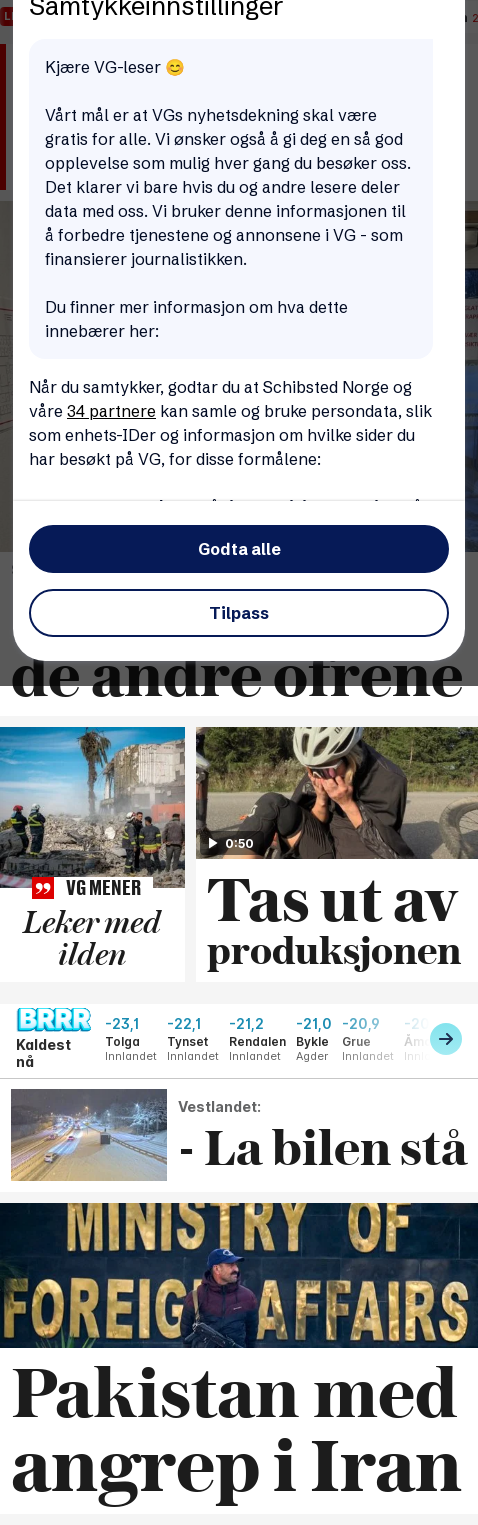 Samtykkeinnstillinger
Kjære VG-leser 😊
Vårt mål er at VGs nyhetsdekning skal være
gratis for alle. Vi ønsker også å gi deg en så god
opplevelse som mulig hver gang du besøker oss.
Det klarer vi bare hvis du og andre lesere deler
data med oss. Vi bruker denne informasjonen til
å forbedre tjenestene og annonsene i VG - som
finansierer journalistikken.
Du finner mer informasjon om hva dette
innebærer her:
Når du samtykker, godtar du at Schibsted Norge og
våre 34 partnere kan samle og bruke persondata, slik
som enhets-IDer og informasjon om hvilke sider du
har besøkt på VG, for disse formålene:
Godta alle
Tilpass
de andre ofrene
VG MENER
Leker med
ilden
0:50
Tas ut av
produksjonen
BRRR
Kaldest
nå
-23,1
Tolga
Innlandet
-22,1
Tynset
Innlandet
-21,2
Rendalen
Innlandet
-21,0
Bykle
Agder
-20,9
Grue
Innlandet
Vestlandet:
- La bilen stå
MINISTRY OF
FOREIGN AFFAIRS
Pakistan med
angrep i Iran